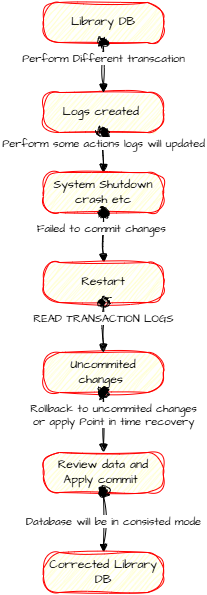 Library DB
Perform Different transcation
Logs created
Perform some actions logs will updated
System Shutdown
crash etc
Failed to commit changes
Restart
READ TRANSACTION LOGS
Uncommited
changes
Rollback to uncommited changes
or apply Point in time recovery
Review data and
Apply commit
Database will be in consisted mode
Corrected Library
DB